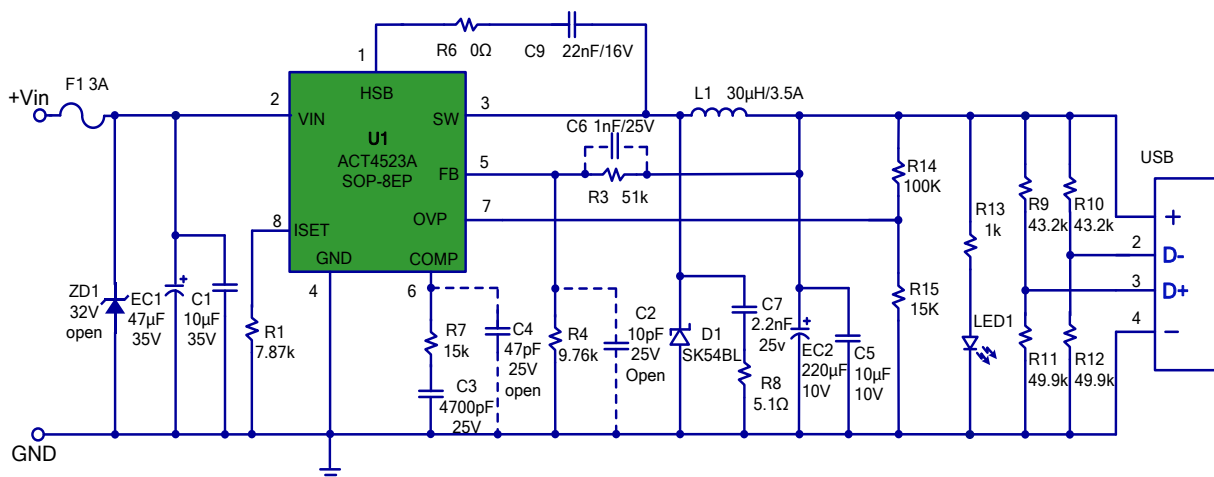 R6 0Ω
C9 22nF/16V
1
F1 3A
+Vin
2
HSB
VIN
SW
3
L1 30µH/3.5A
U1
ACT4523A
SOP-8EP
FB
5
C6 1nF/25V
R3 51k
OVP
7
8
ISET
GND
COMP
4
6
R14
100K
R13
1k
R9
43.2k
R10
43.2k
USB
+
2
D-
3
D+
4
-
ZD1
32V
open
EC1
47µF
35V
+
C1
10µF
35V
R1
7.87k
R7
15k
C3
4700pF
25V
C4
47pF
25V
open
R4
9.76k
C2
10pF
25V
Open
D1
SK54BL
C7
2.2nF
25v
R8
5.1Ω
+
EC2
220µF
10V
C5
10µF
10V
R15
15K
LED1
R11
49.9k
R12
49.9k
GND